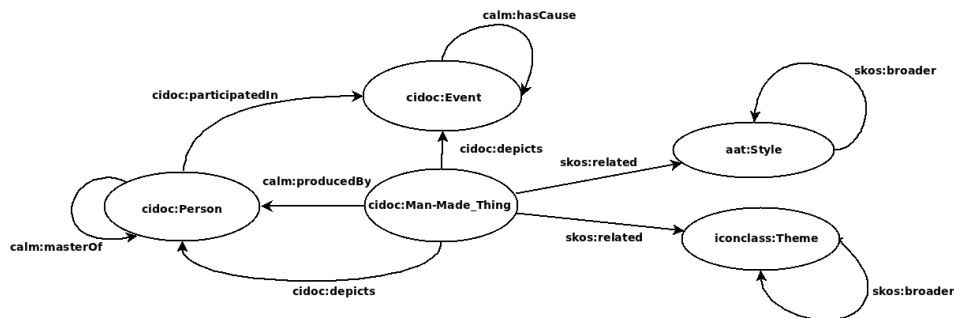 calm:hasCause
skos:broader
cidoc:participatedIn
cidoc:Event
cidoc:depicts
aat:Style
skos:related
calm:producedBy
cidoc:Person
cidoc:Man-Made_Thing
skos:related
iconclass:Theme
calm:masterOf
cidoc:depicts
skos:broader